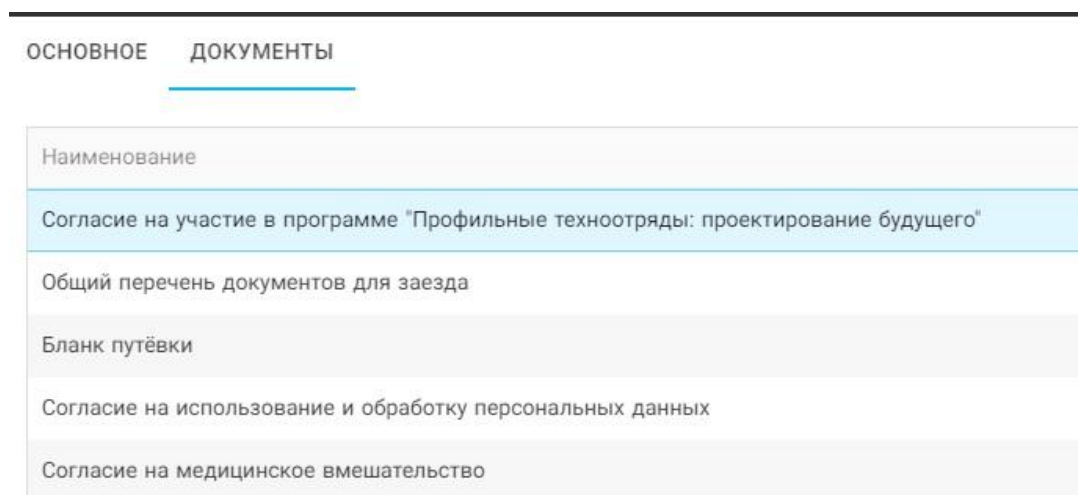 ОСНОВНОЕ ДОКУМЕНТЫ
Наименование
Согласие на участие в программе "Профильные техноотряды: проектирование будущего"
Общий перечень документов для заезда
Бланк путёвки
Согласие на использование и обработку персональных данных
Согласие на медицинское вмешательство